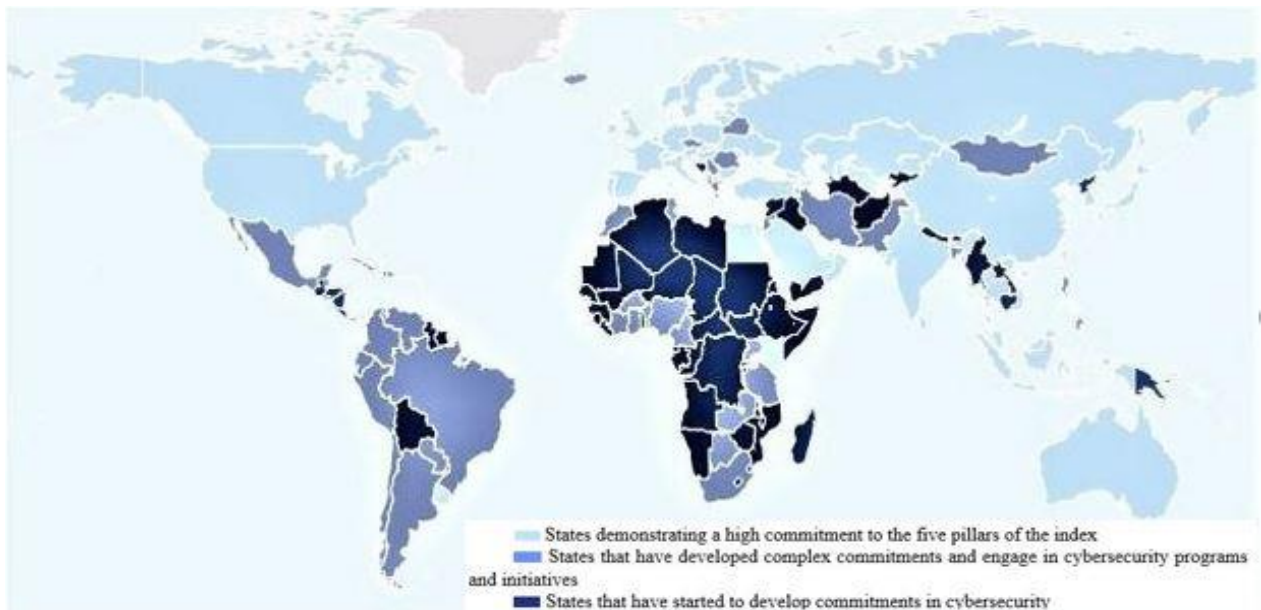 States demonstrating a high commitment to the five pillars of the index
States that have developed complex commitments and engage in cybersecurity programs
and initiatives
States that have started to develop commitments in cybersecurity